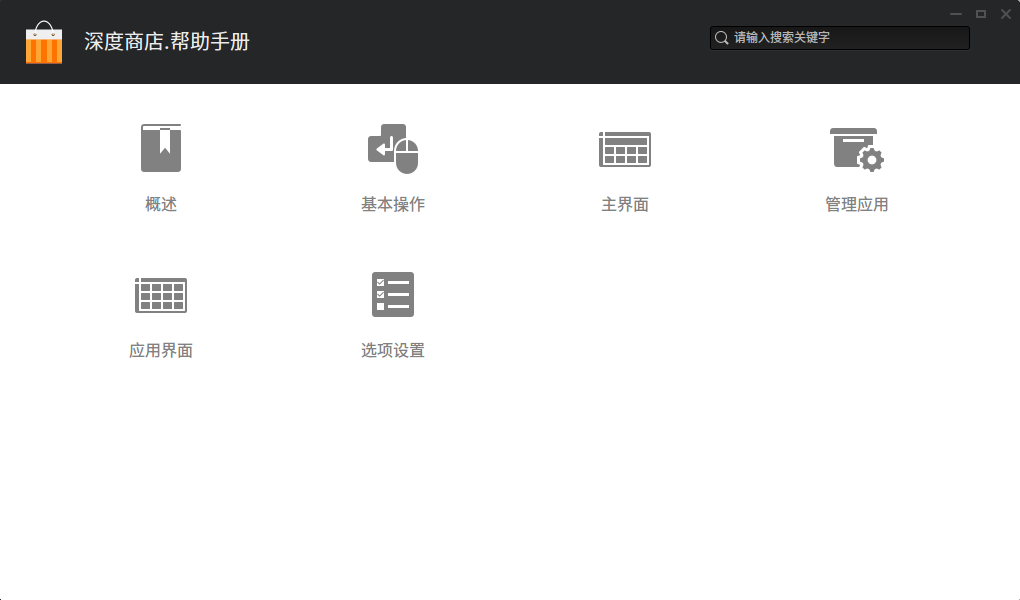 深度商店.帮助手册
请输入搜索关键字
概述
基本操作
主界面
管理应用
应用界面
选项设置